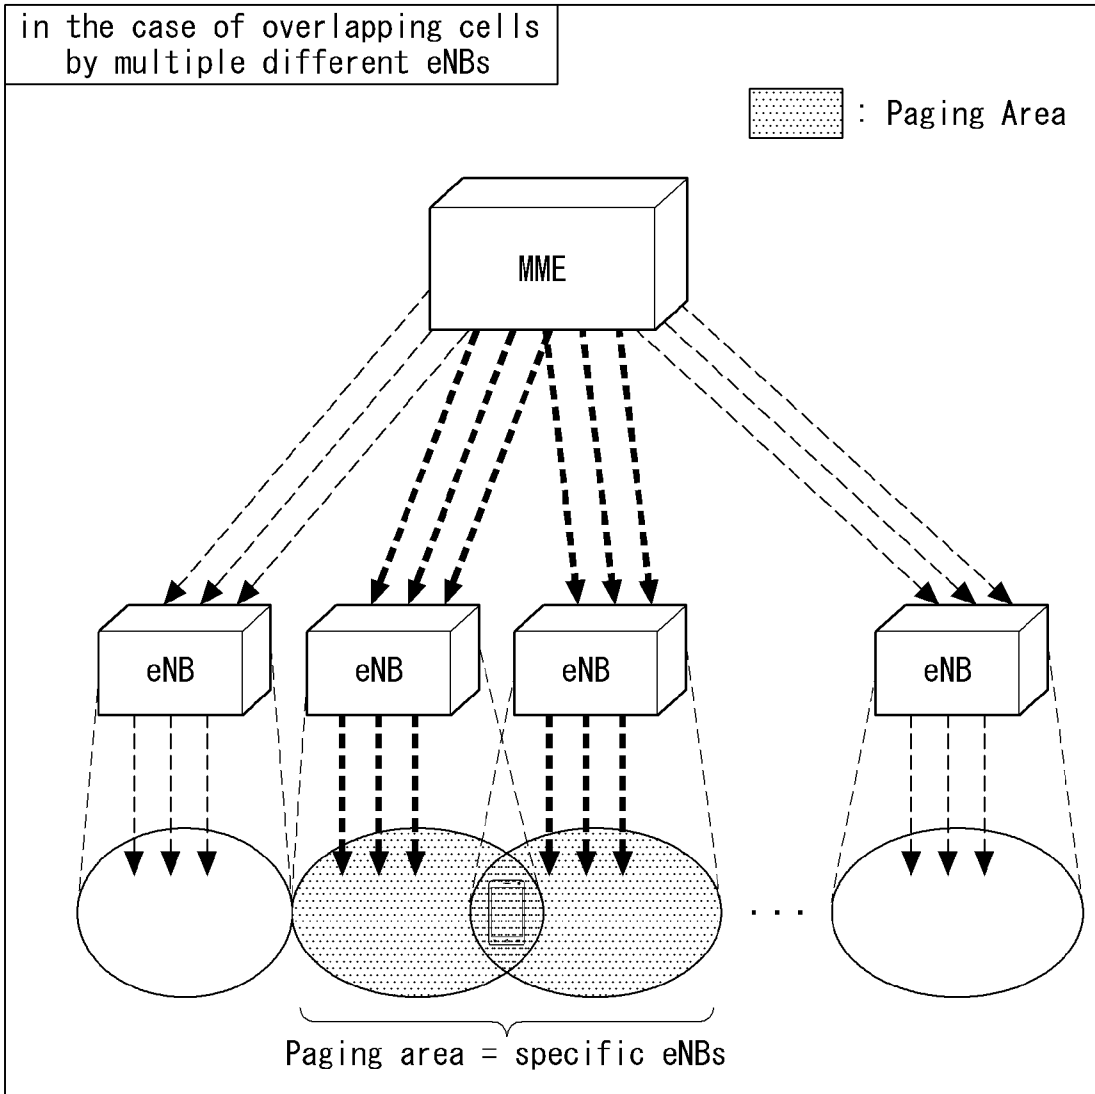 in the case of overlapping cells
by multiple different eNBs
: Paging Area
MME
eNB
eNB
eNB
eNB
. . .
Paging area = specific eNBs